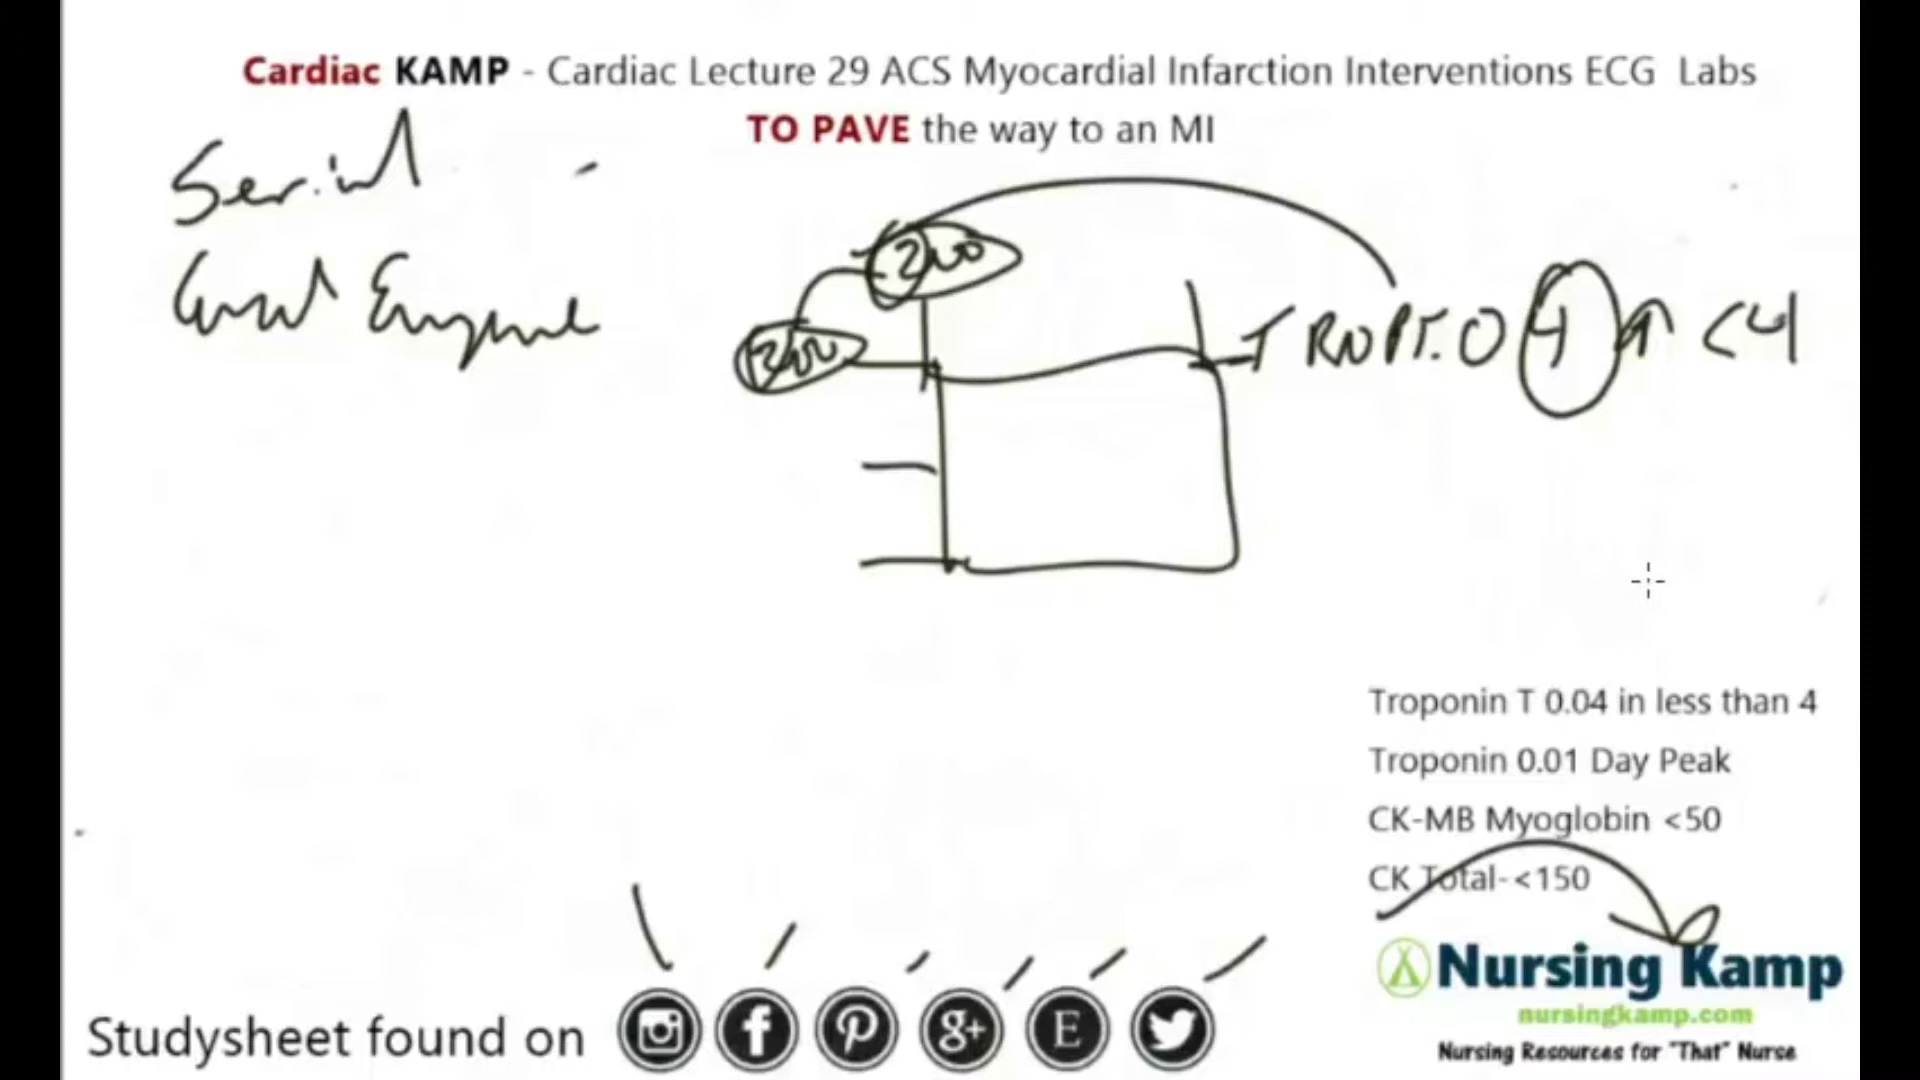 Cardiac KAMP - Cardiac Lecture 29 ACS Myocardial Infarction Interventions ECG Labs
TO PAVE the way to an MI
Serial
Enzyme
200
200
TROPT.04 ↑ <4
Troponin T 0.04 in less than 4
Troponin 0.01 Day Peak
CK-MB Myoglobin <50
CK Total-<150
Nursing Kamp
nursingkamp.com
Nursing Resources for "That" Nurse
Studysheet found on
f
g+
E